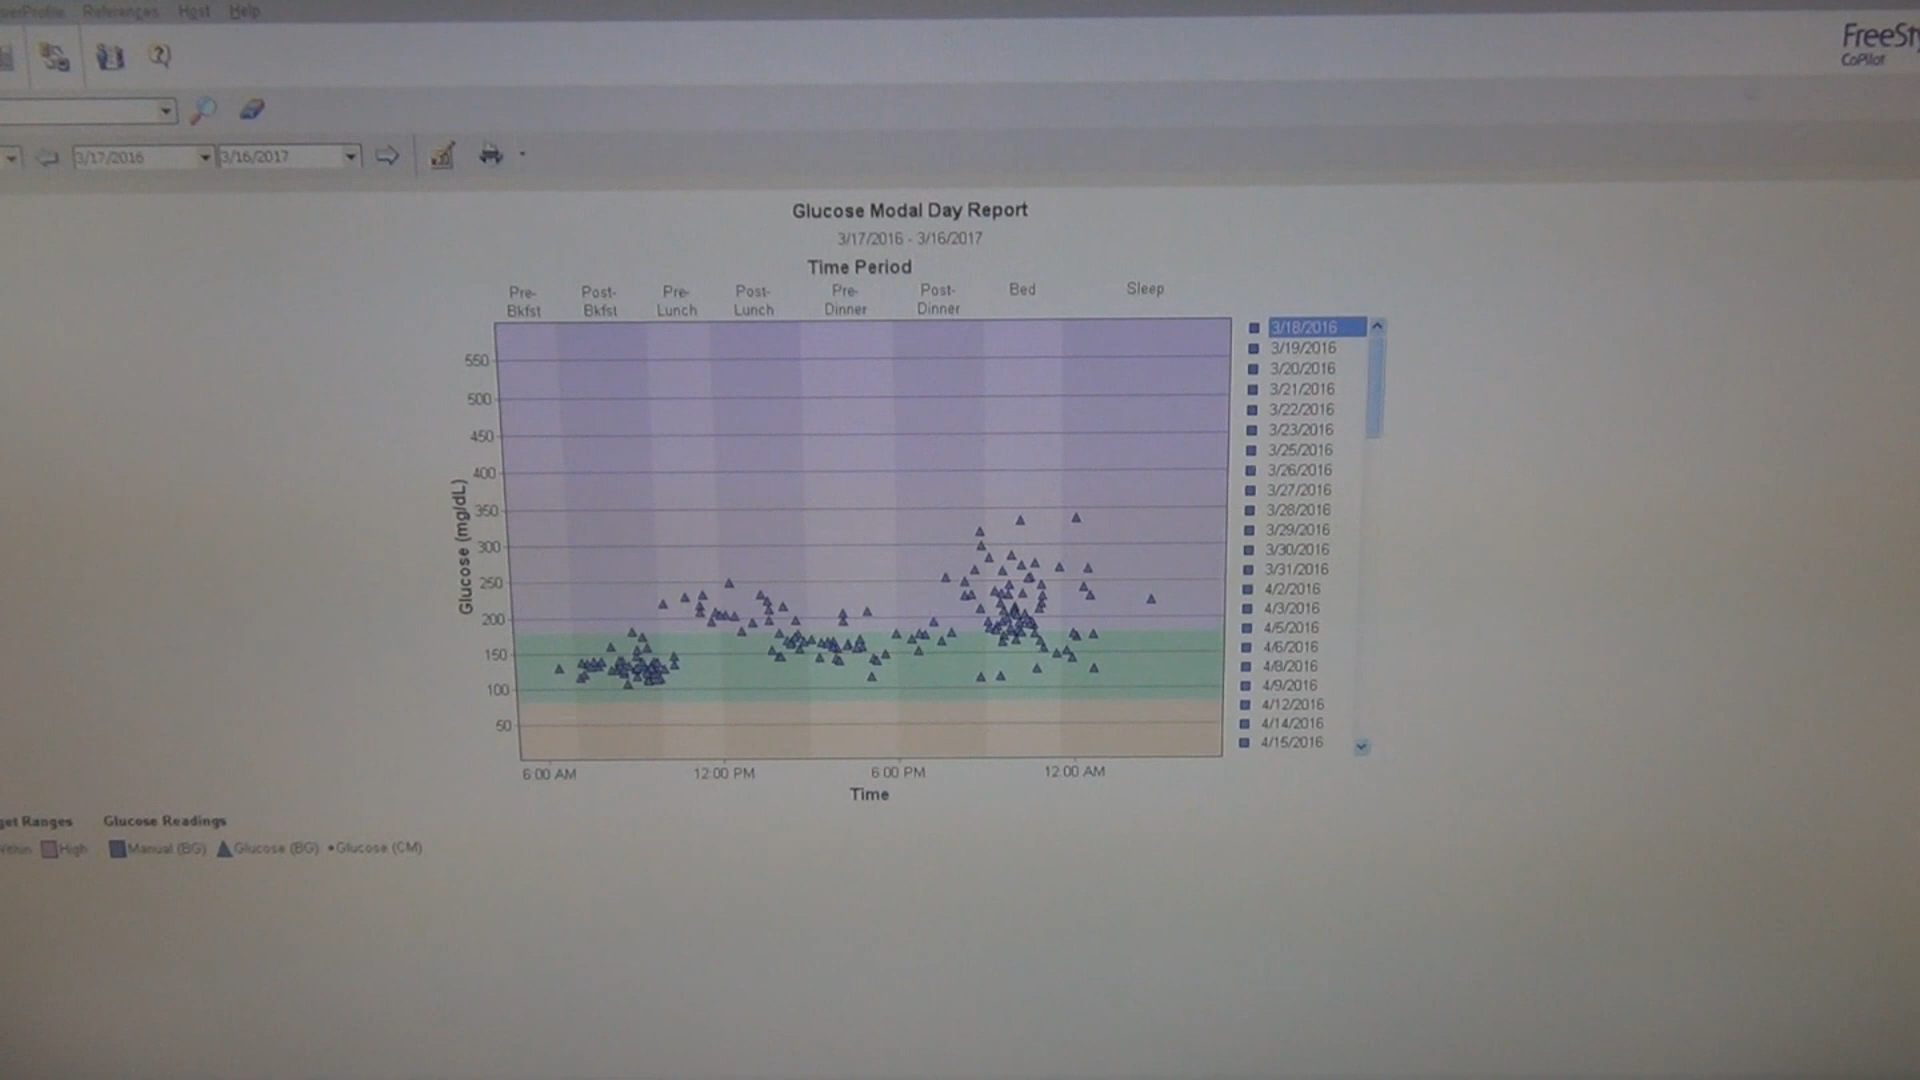 References Host Help
FreeSty
CoPilot
3/17/2016 3/16/2017
Glucose Modal Day Report
3/17/2016 - 3/16/2017
Time Period
Pre-Bkfst Post-Bkfst Pre-Lunch Post-Lunch Pre-Dinner Post-Dinner Bed Sleep
Glucose (mg/dL)
550
500
450
400
350
300
250
200
150
100
50
6:00 AM 12:00 PM 6:00 PM 12:00 AM
Time
3/18/2016
3/19/2016
3/20/2016
3/21/2016
3/22/2016
3/23/2016
3/25/2016
3/26/2016
3/27/2016
3/28/2016
3/29/2016
3/30/2016
3/31/2016
4/2/2016
4/3/2016
4/5/2016
4/6/2016
4/8/2016
4/9/2016
4/12/2016
4/14/2016
4/15/2016
get Ranges Glucose Readings
Within High Manual (BG) Glucose (BG) Glucose (CM)